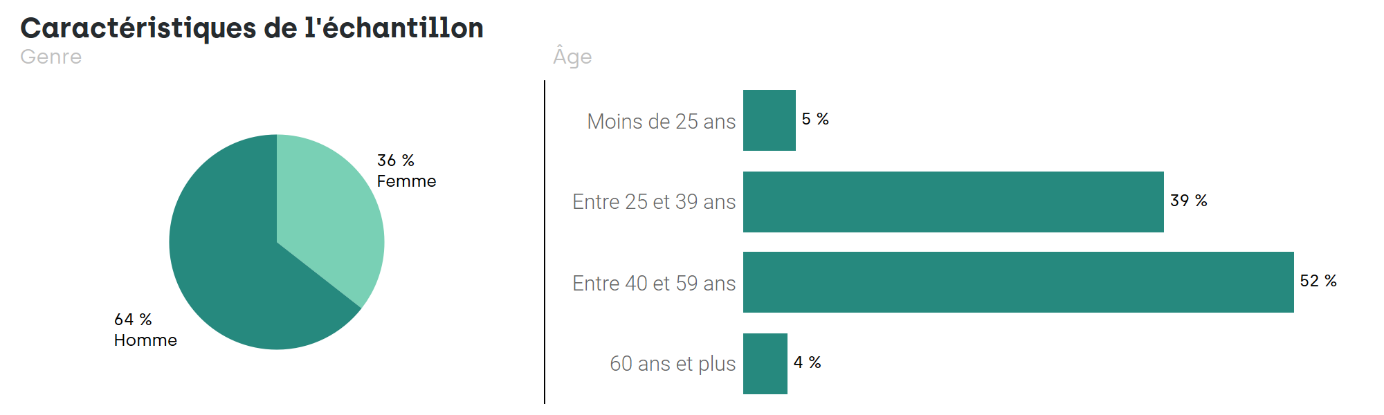 Caractéristiques de l'échantillon
Genre
36 %
Femme
64 %
Homme
Âge
Moins de 25 ans 5 %
Entre 25 et 39 ans 39 %
Entre 40 et 59 ans 52 %
60 ans et plus 4 %